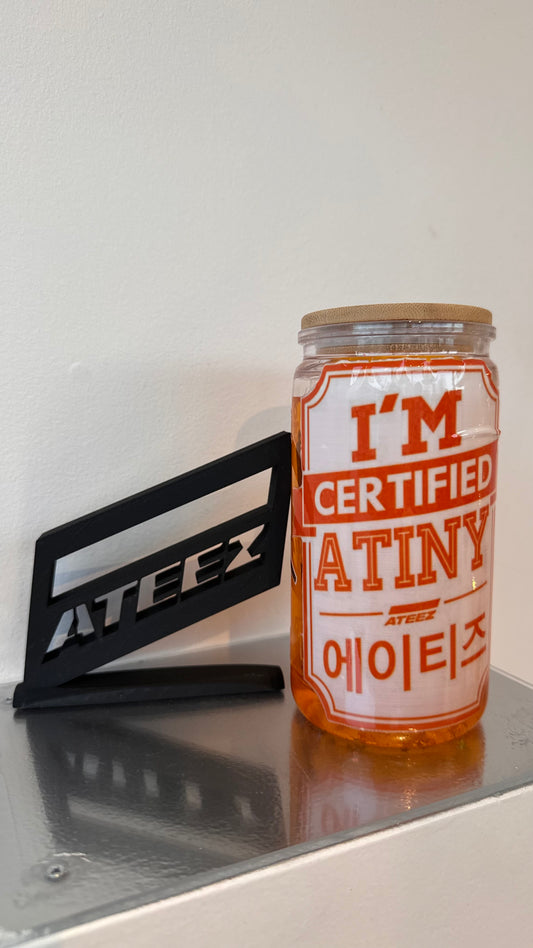 ATEEZ
I'M
CERTIFIED
ATINY
ATEEZ
에이티즈